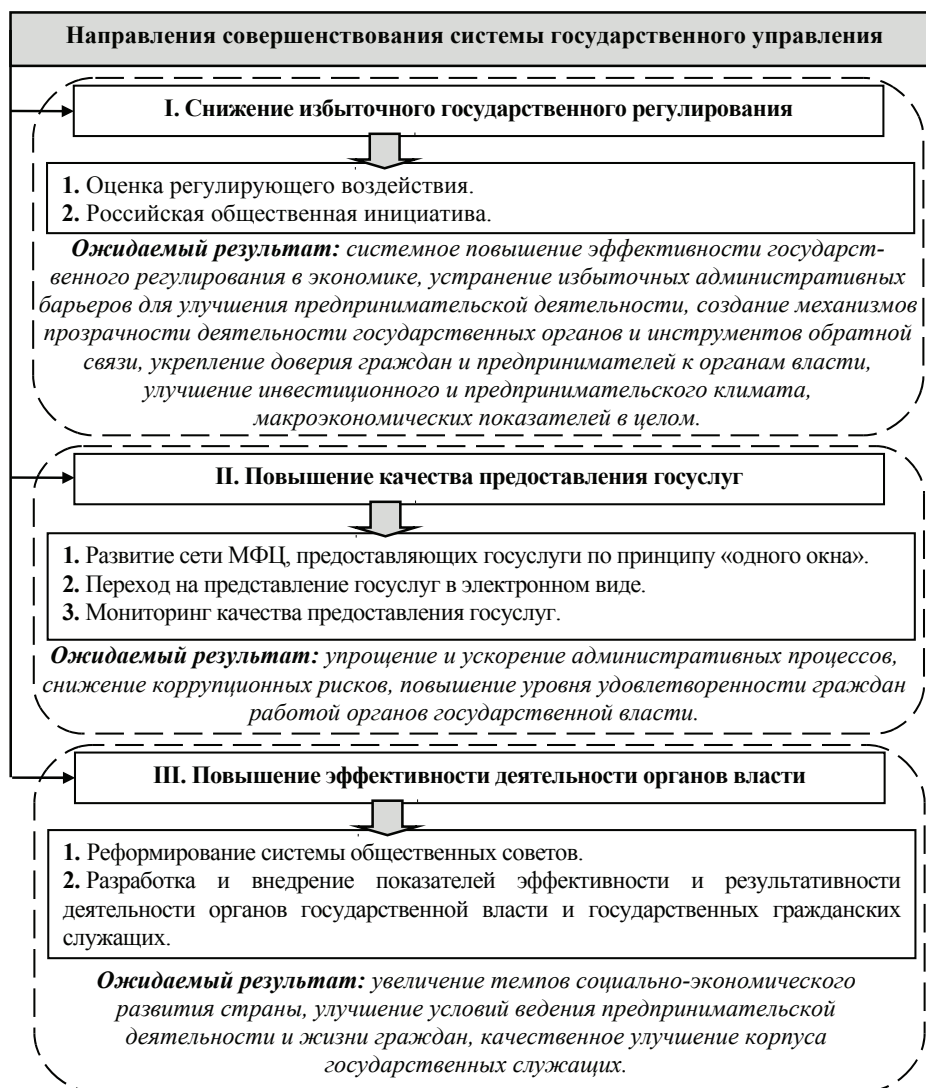 Направления совершенствования системы государственного управления
I. Снижение избыточного государственного регулирования
1. Оценка регулирующего воздействия.
2. Российская общественная инициатива.
Ожидаемый результат: системное повышение эффективности государст-
венного регулирования в экономике, устранение избыточных административных
барьеров для улучшения предпринимательской деятельности, создание механизмов
прозрачности деятельности государственных органов и инструментов обратной
связи, укрепление доверия граждан и предпринимателей к органам власти,
улучшение инвестиционного и предпринимательского климата,
макроэкономических показателей в целом.
II. Повышение качества предоставления госуслуг
1. Развитие сети МФЦ, предоставляющих госуслуги по принципу «одного окна».
2. Переход на представление госуслуг в электронном виде.
3. Мониторинг качества предоставления госуслуг.
Ожидаемый результат: упрощение и ускорение административных процессов,
снижение коррупционных рисков, повышение уровня удовлетворенности граждан
работой органов государственной власти.
III. Повышение эффективности деятельности органов власти
1. Реформирование системы общественных советов.
2. Разработка и внедрение показателей эффективности и результативности
деятельности органов государственной власти и государственных гражданских
служащих.
Ожидаемый результат: увеличение темпов социально-экономического
развития страны, улучшение условий ведения предпринимательской
деятельности и жизни граждан, качественное улучшение корпуса
государственных служащих.